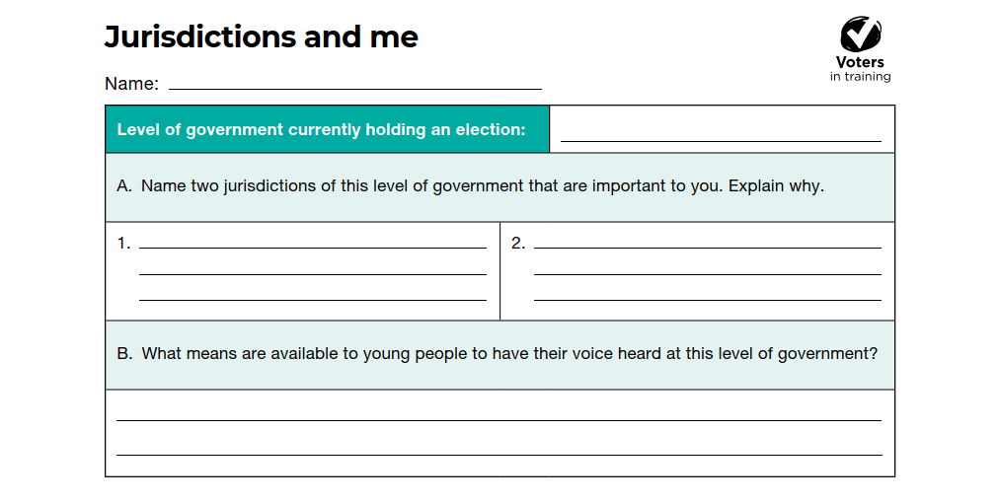 Jurisdictions and me
Voters
in training
Name:
Level of government currently holding an election:
A. Name two jurisdictions of this level of government that are important to you. Explain why.
1.
2.
B. What means are available to young people to have their voice heard at this level of government?